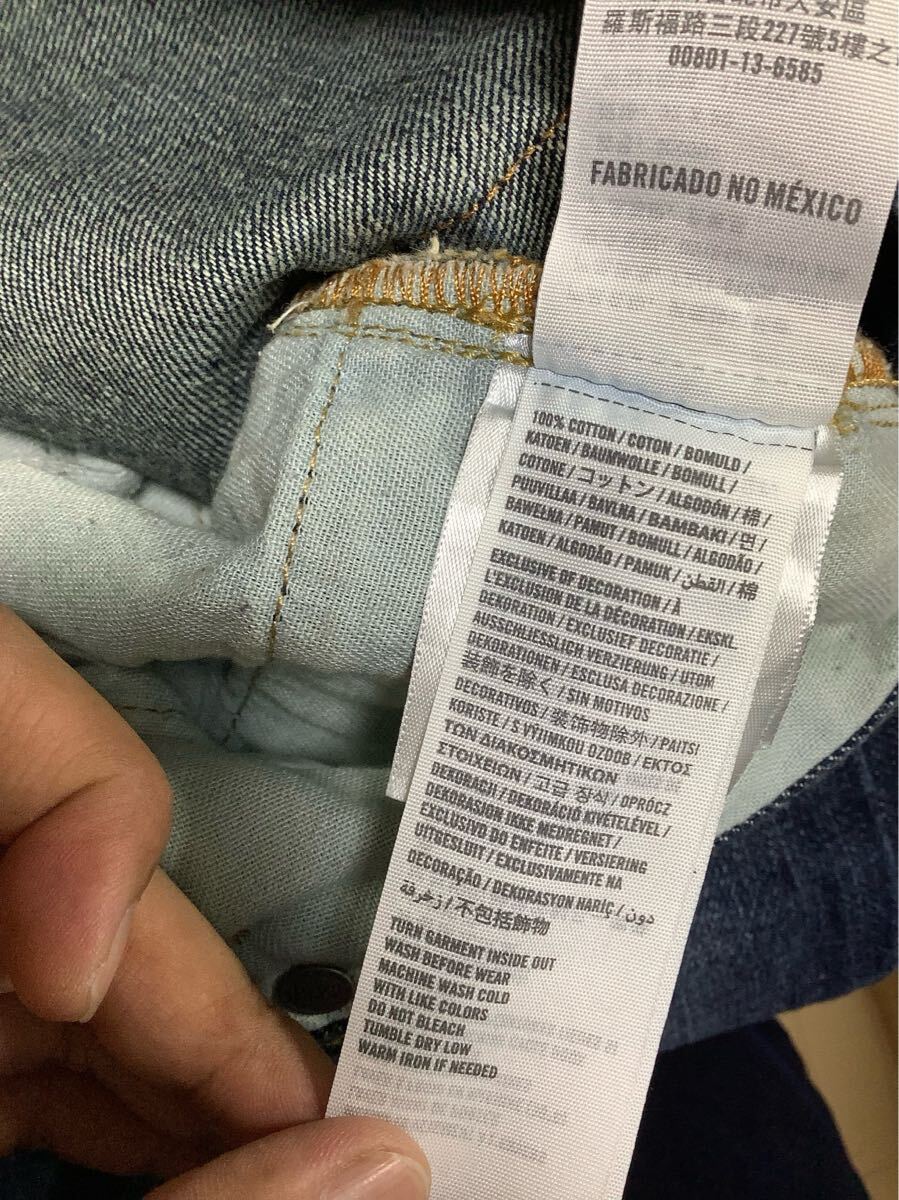 羅斯福路三段227號5樓之
00801-13-6585
FABRICADO NO MÉXICO
100% COTTON / COTON / BOMULD /
KATOEN / BAUMWOLLE / BOMULL /
COTONE / コットン / ALGODÓN / 棉 /
PUUVILLAA / BAVLNA / BAMBAKI / 면 /
BAWEŁNA / PAMUT / BOMULL / ALGODÃO /
KATOEN / ALGODÃO / PAMUK / القطن / 棉
EXCLUSIVE OF DECORATION / À
L'EXCLUSION DE LA DÉCORATION / EKSKL
DEKORATION / EXCLUSIEF DECORATIE /
AUSSCHLIESSLICH VERZIERUNG / UTOM
DEKORATIONEN / ESCLUSA DECORAZIONE /
装飾を除く / SIN MOTIVOS
DECORATIVOS / 装饰物除外 / PAITSI
KORISTE / S VÝJIMKOU OZDOB / ΕΚΤΟΣ
ΤΩΝ ΔΙΑΚΟΣΜΗΤΙΚΩΝ
ΣΤΟΙΧΕΙΩΝ / 고급 장식 / OPRÓCZ
DEKORACJI / DEKORÁCIÓ KIVÉTELÉVEL /
DEKORASJON IKKE MEDREGNET /
EXCLUSIVO DO ENFEITE / VERSIERING
UITGESLUIT / EXCLUSIVAMENTE NA
DECORAÇÃO / DEKORASYON HARİÇ / دون
زخرفة / 不包括飾物
TURN GARMENT INSIDE OUT
WASH BEFORE WEAR
MACHINE WASH COLD
WITH LIKE COLORS
DO NOT BLEACH
TUMBLE DRY LOW
WARM IRON IF NEEDED